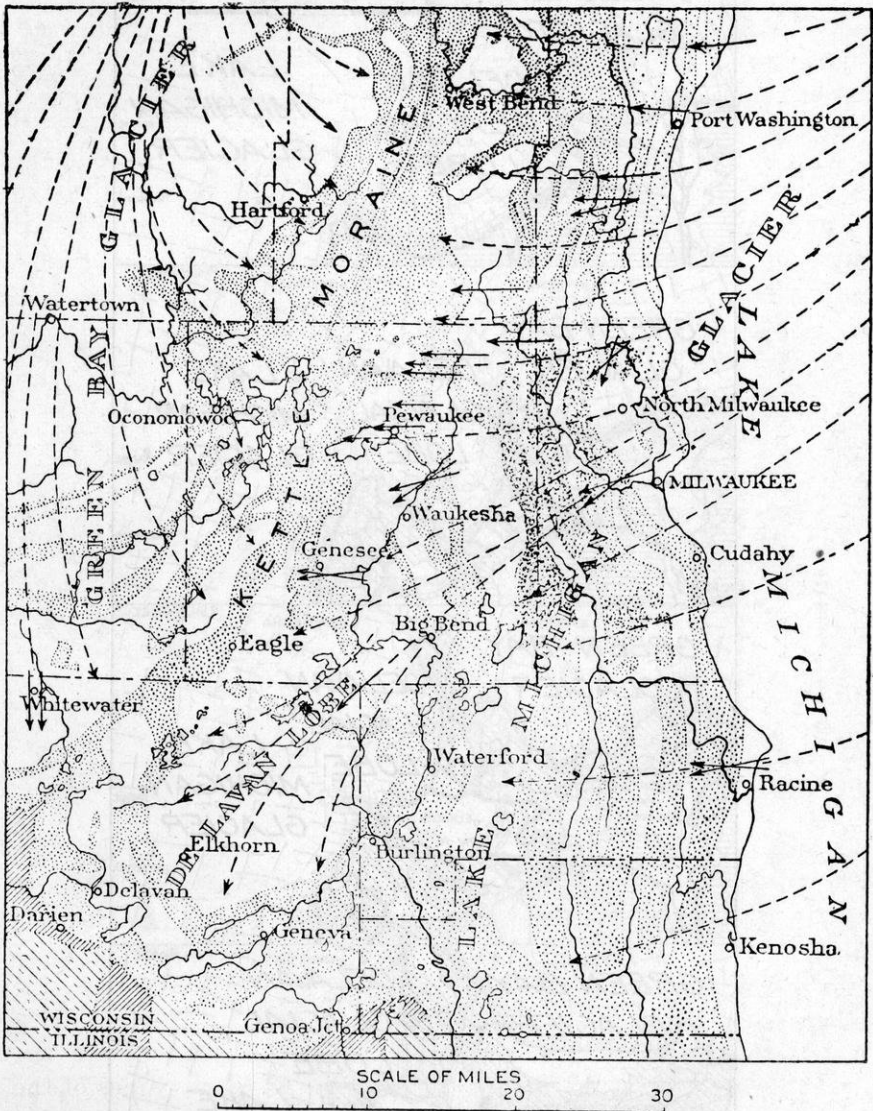 West Bend
Port Washington
GLACIER
Hartford
MORAINE
Watertown
GREEN BAY
GLACIER
LAKE
Oconomowoc
KETTLE
Pewaukee
North Milwaukee
MILWAUKEE
Waukesha
Genesee
Cudahy
MICHIGAN
Eagle
Big Bend
Whitewater
DELAVAN LOBE
LAKE MICHIGAN
Waterford
Racine
Elkhorn
Burlington
Delavan
Darien
Geneva
Kenosha
WISCONSIN
ILLINOIS
Genoa Jct.
SCALE OF MILES
0 10 20 30